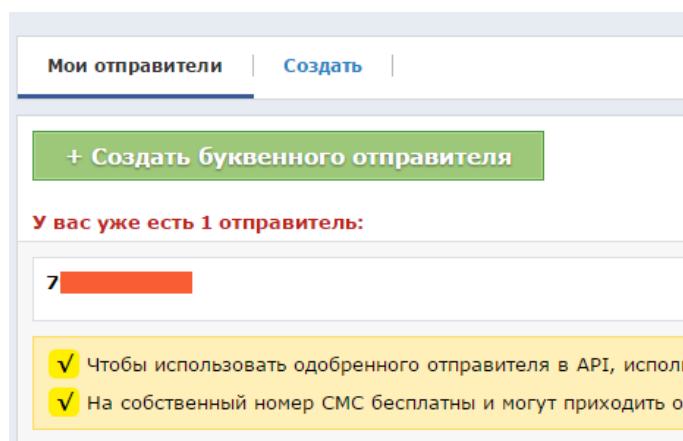 Мои отправители
Создать
+ Создать буквенного отправителя
У вас уже есть 1 отправитель:
7
√ Чтобы использовать одобренного отправителя в API,
√ На собственный номер СМС бесплатны и могут приходить